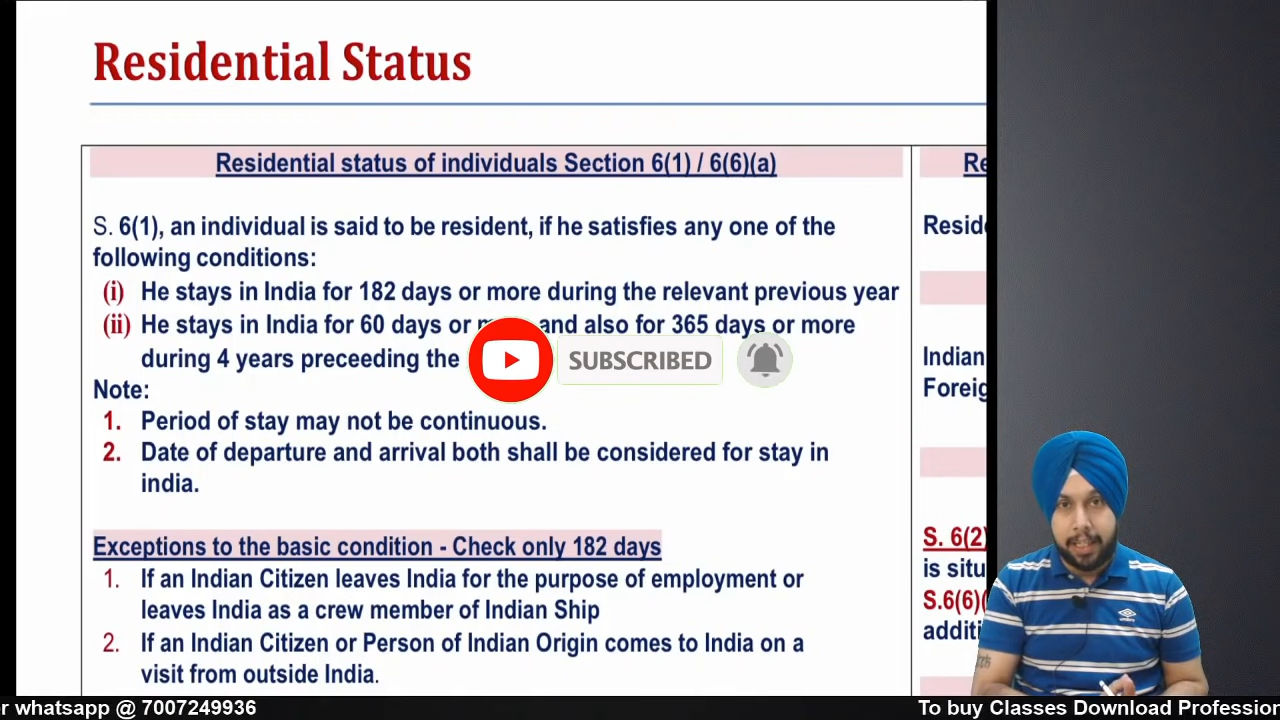 Residential Status
Residential status of individuals Section 6(1) / 6(6)(a)
S. 6(1), an individual is said to be resident, if he satisfies any one of the
following conditions:
(i) He stays in India for 182 days or more during the relevant previous year
(ii) He stays in India for 60 days or and also for 365 days or more
during 4 years preceeding the
SUBSCRIBED
Note:
1. Period of stay may not be continuous.
2. Date of departure and arrival both shall be considered for stay in
india.
Exceptions to the basic condition - Check only 182 days
1. If an Indian Citizen leaves India for the purpose of employment or
leaves India as a crew member of Indian Ship
2. If an Indian Citizen or Person of Indian Origin comes to India on a
visit from outside India.
Re
Resid
Indian
Foreig
S. 6(2)
is situ
S.6(6)(
additi
r whatsapp @ 7007249936
To buy Classes Download Profession